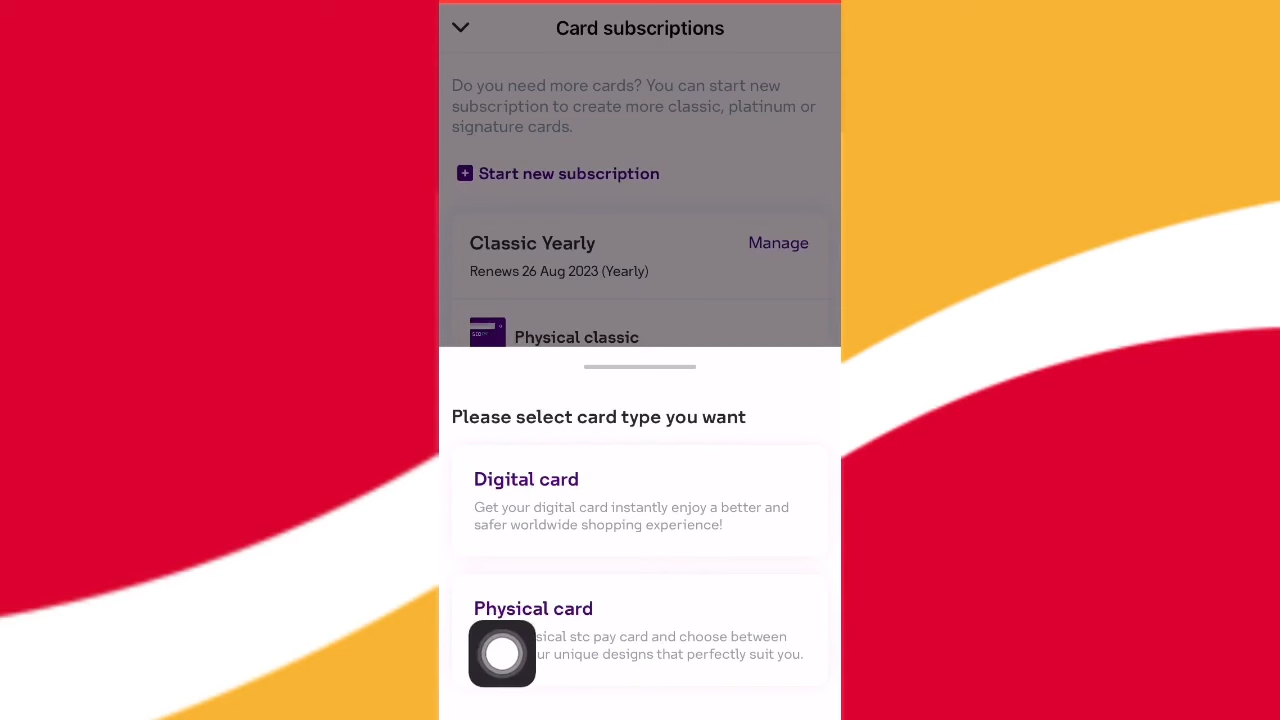 Card subscriptions
Do you need more cards? You can start new
subscription to create more classic, platinum or
signature cards.
Start new subscription
Classic Yearly
Manage
Renews 26 Aug 2023 (Yearly)
Physical classic
Please select card type you want
Digital card
Get your digital card instantly enjoy a better and
safer worldwide shopping experience!
Physical card
stc pay card and choose between
unique designs that perfectly suit you.